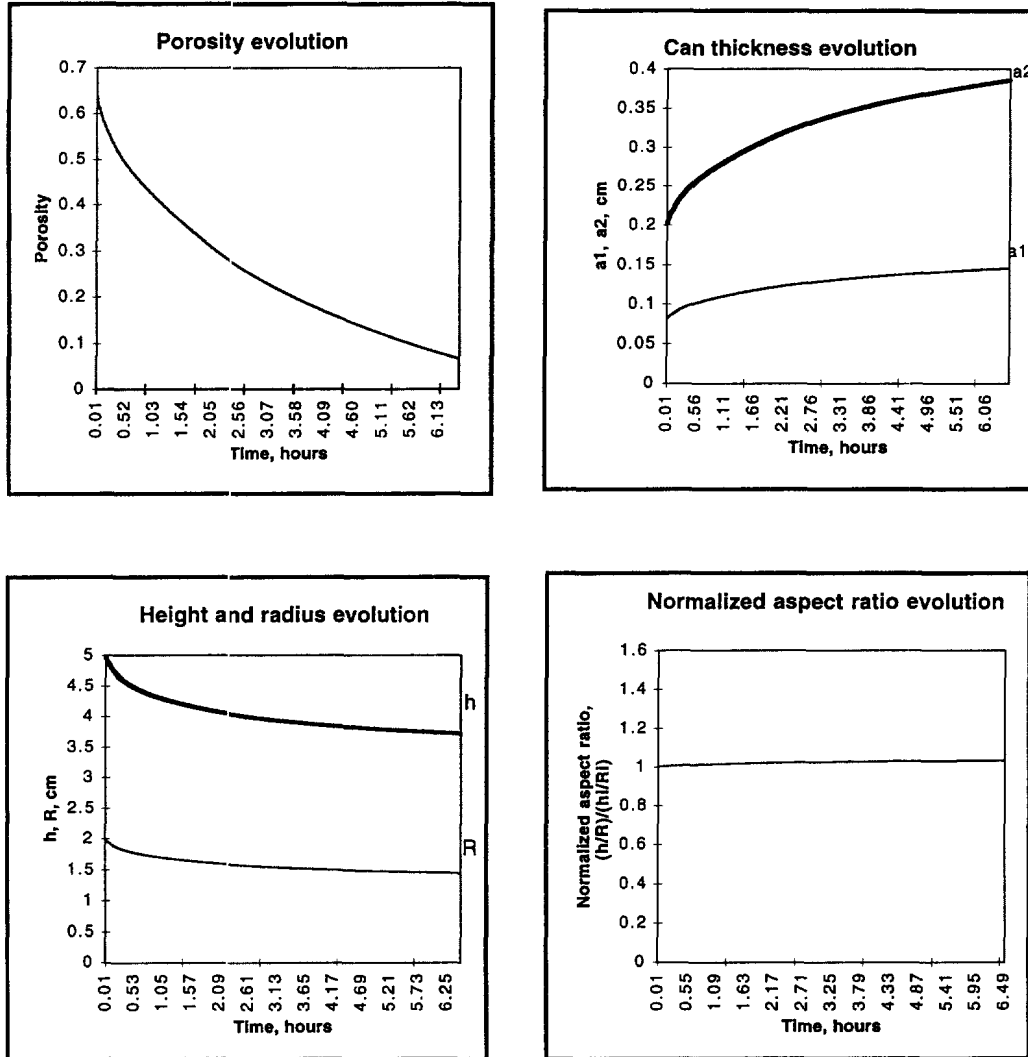 Porosity evolution
0.7
0.6
0.5
0.4
0.3
0.2
0.1
0
Porosity
0.01 0.52 1.03 1.54 2.05 2.56 3.07 3.58 4.09 4.60 5.11 5.62 6.13
Time, hours
Can thickness evolution
0.4
0.35
0.3
0.25
0.2
0.15
0.1
0.05
0
a1, a2, cm
a2
a1
0.01 0.56 1.11 1.66 2.21 2.76 3.31 3.86 4.41 4.96 5.51 6.06
Time, hours
Height and radius evolution
5
4.5
4
3.5
3
2.5
2
1.5
1
0.5
0
h, R, cm
h
R
0.01 0.53 1.05 1.57 2.09 2.61 3.13 3.65 4.17 4.69 5.21 5.73 6.25
Time, hours
Normalized aspect ratio evolution
1.6
1.4
1.2
1
0.8
0.6
0.4
0.2
0
Normalized aspect ratio,
(h/R)/(hi/Ri)
0.01 0.55 1.09 1.63 2.17 2.71 3.25 3.79 4.33 4.87 5.41 5.95 6.49
Time, hours